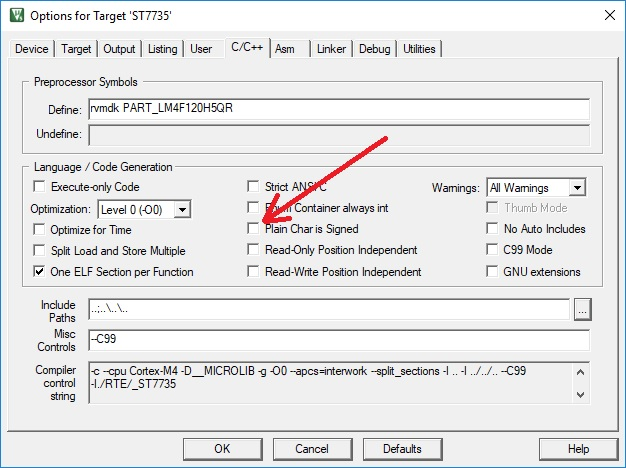 Options for Target 'ST7735'
Device Target Output Listing User C/C++ Asm Linker Debug Utilities
Preprocessor Symbols
Define: rvmdk PART_LM4F120H5QR
Undefine:
Language / Code Generation
Execute-only Code Strict ANSI C Warnings: All Warnings
Optimization: Level 0 (-O0) Enum Container always int Thumb Mode
Optimize for Time Plain Char is Signed No Auto Includes
Split Load and Store Multiple Read-Only Position Independent C99 Mode
One ELF Section per Function Read-Write Position Independent GNU extensions
Include
Paths ..;..\..\.. ...
Misc
Controls --C99
Compiler
control
string
-c --cpu Cortex-M4 -D__MICROLIB -g -O0 --apcs=interwork --split_sections -I .. -I ../../.. --C99
-I./RTE/_ST7735
OK Cancel Defaults Help